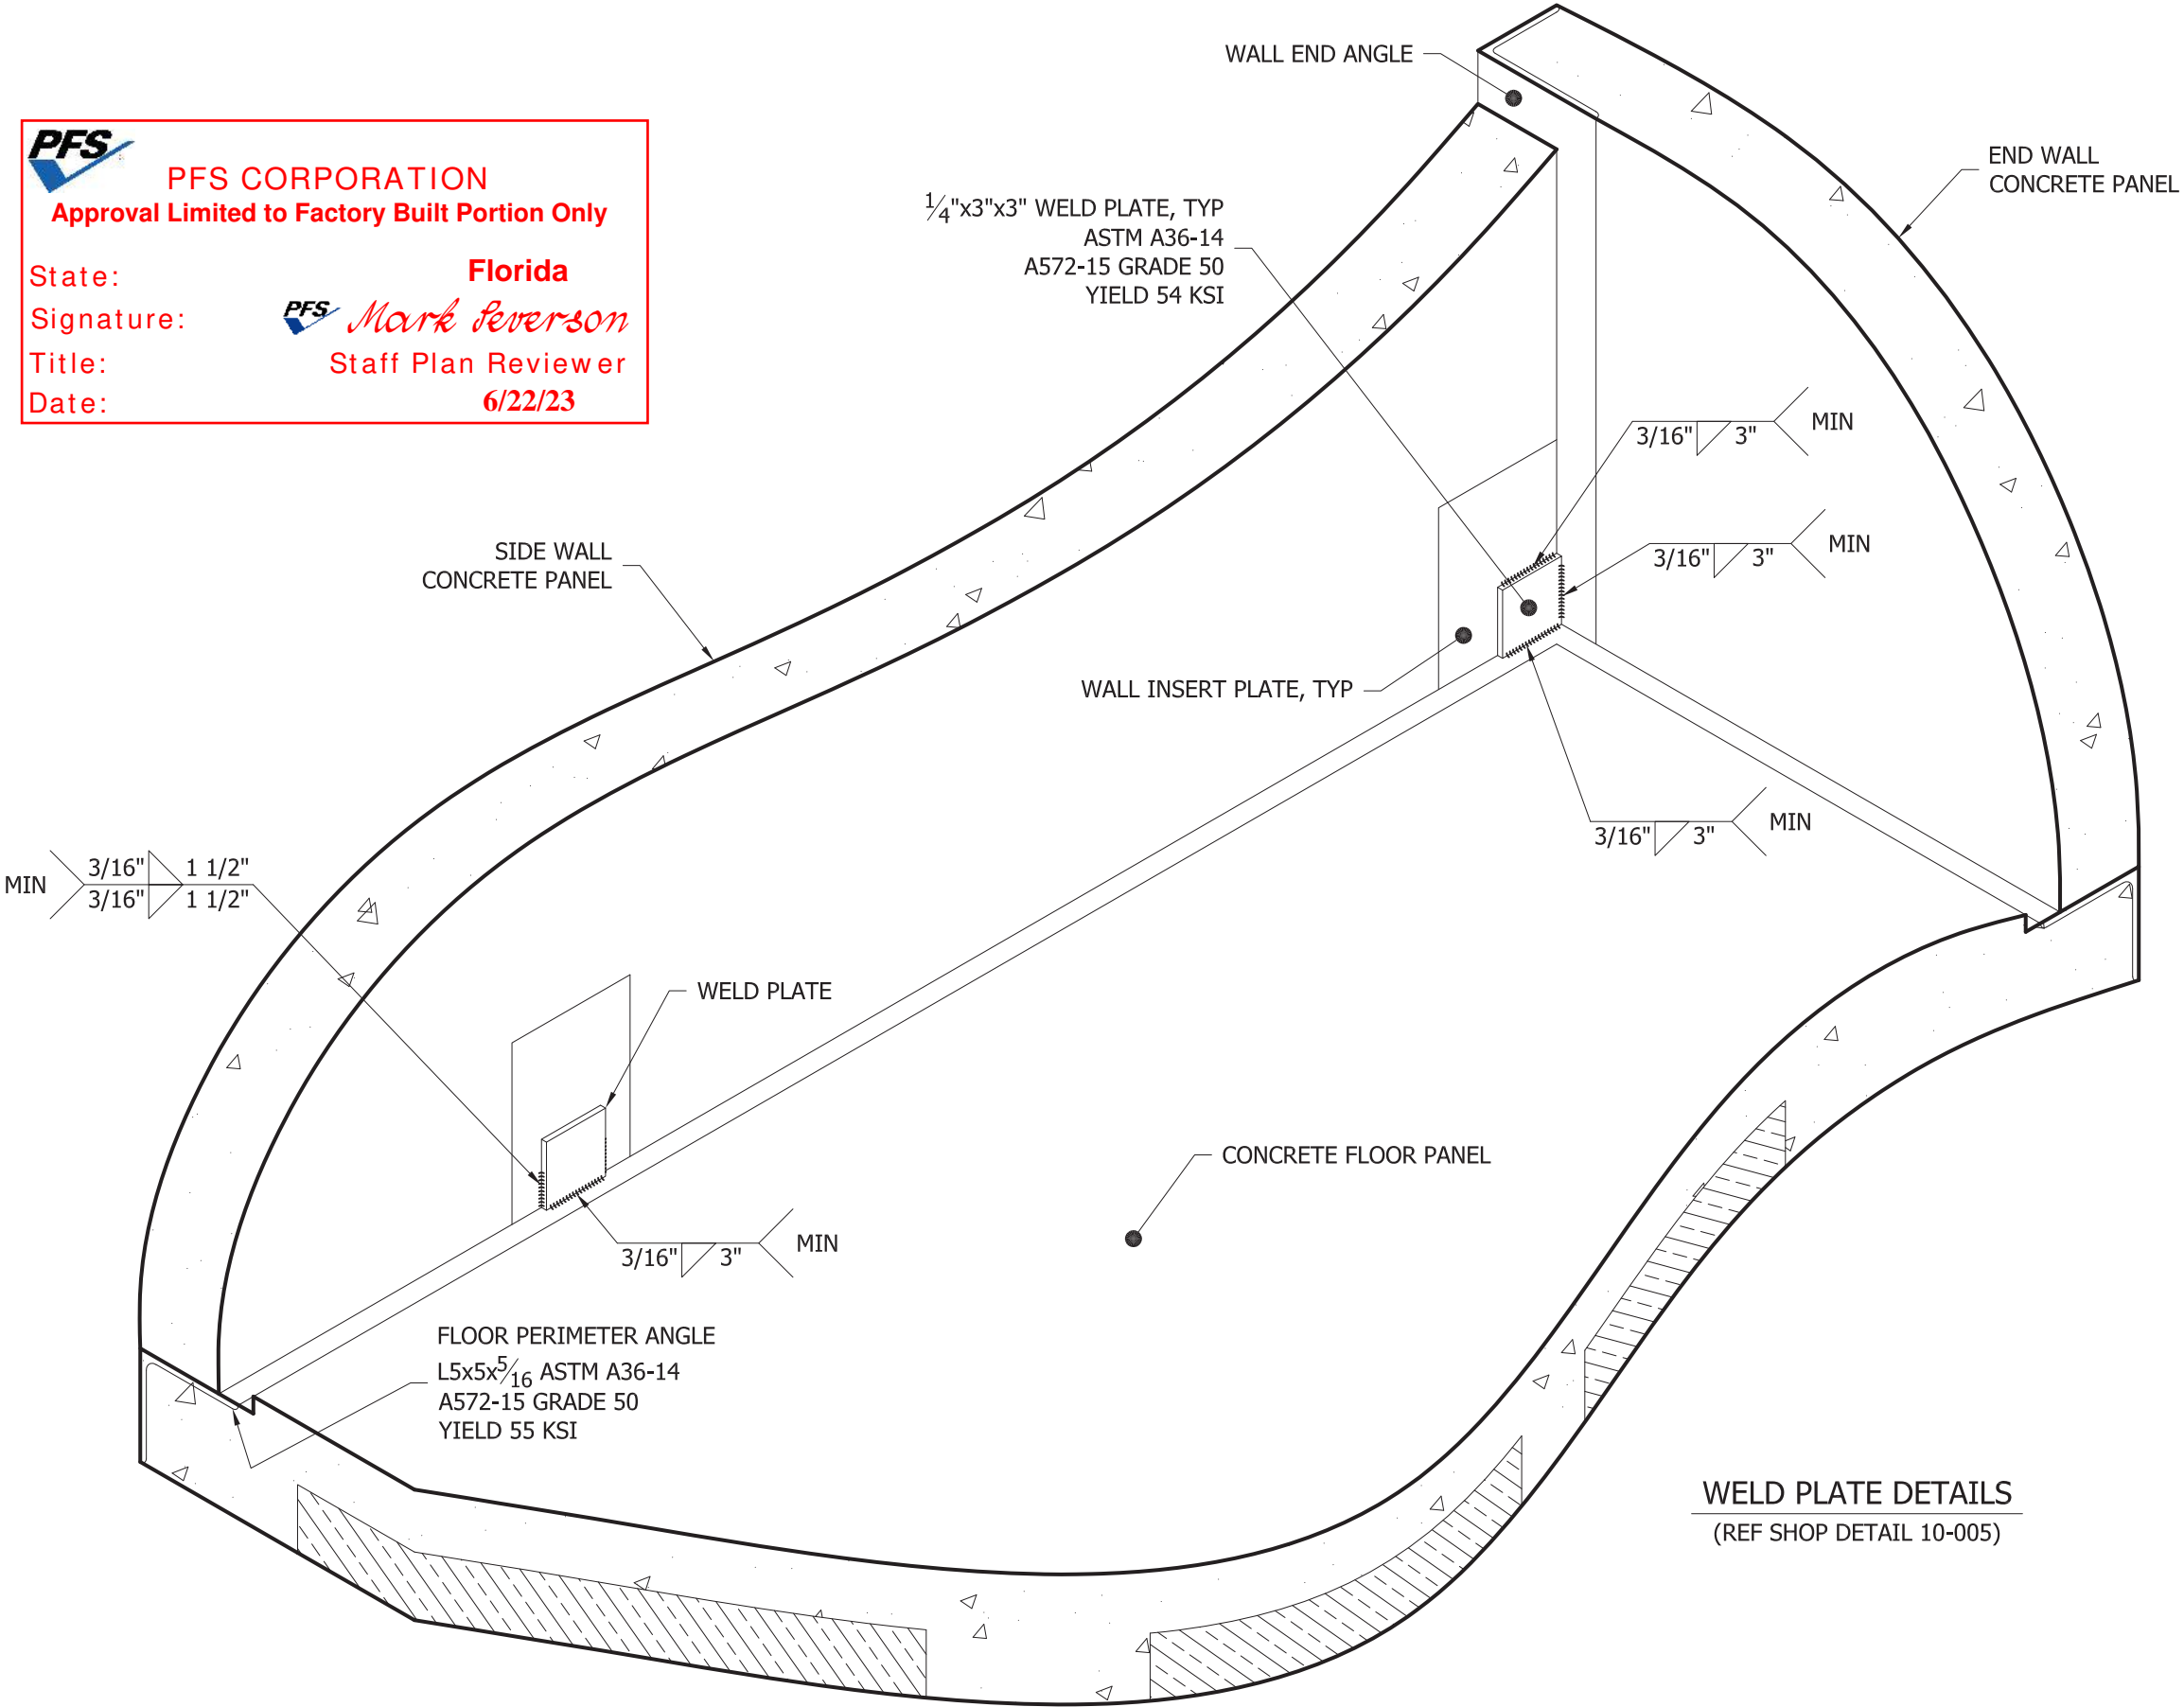 WALL END ANGLE
PFS
PFS CORPORATION
Approval Limited to Factory Built Portion Only
State: Florida
Signature: PFS Mark Severson
Title: Staff Plan Reviewer
Date: 6/22/23
END WALL
CONCRETE PANEL
1/4"x3"x3" WELD PLATE, TYP
ASTM A36-14
A572-15 GRADE 50
YIELD 54 KSI
3/16" 3" MIN
3/16" 3" MIN
SIDE WALL
CONCRETE PANEL
WALL INSERT PLATE, TYP
3/16" 3" MIN
MIN 3/16" 1 1/2"
3/16" 1 1/2"
WELD PLATE
CONCRETE FLOOR PANEL
3/16" 3" MIN
FLOOR PERIMETER ANGLE
L5x5x5/16 ASTM A36-14
A572-15 GRADE 50
YIELD 55 KSI
WELD PLATE DETAILS
(REF SHOP DETAIL 10-005)